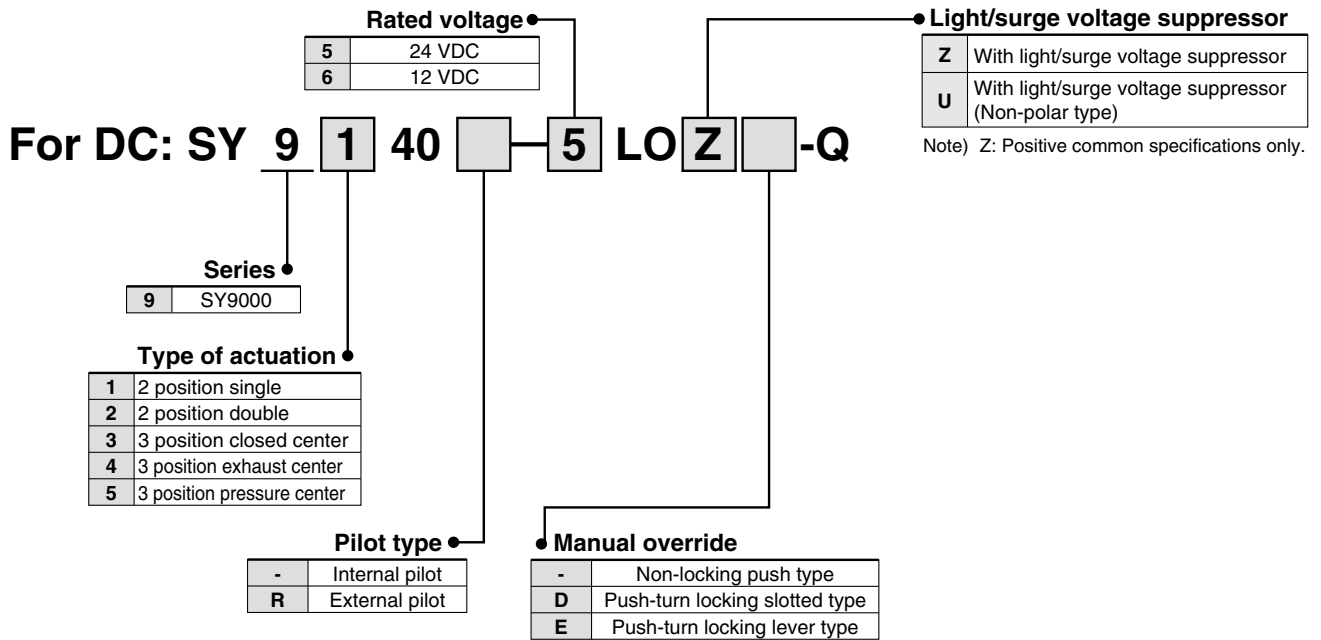 Rated voltage
5 24 VDC
6 12 VDC
Light/surge voltage suppressor
Z With light/surge voltage suppressor
U With light/surge voltage suppressor
(Non-polar type)
Note) Z: Positive common specifications only.
For DC: SY 9 1 40 - 5 LO Z -Q
Series
9 SY9000
Type of actuation
1 2 position single
2 2 position double
3 3 position closed center
4 3 position exhaust center
5 3 position pressure center
Pilot type
- Internal pilot
R External pilot
Manual override
- Non-locking push type
D Push-turn locking slotted type
E Push-turn locking lever type